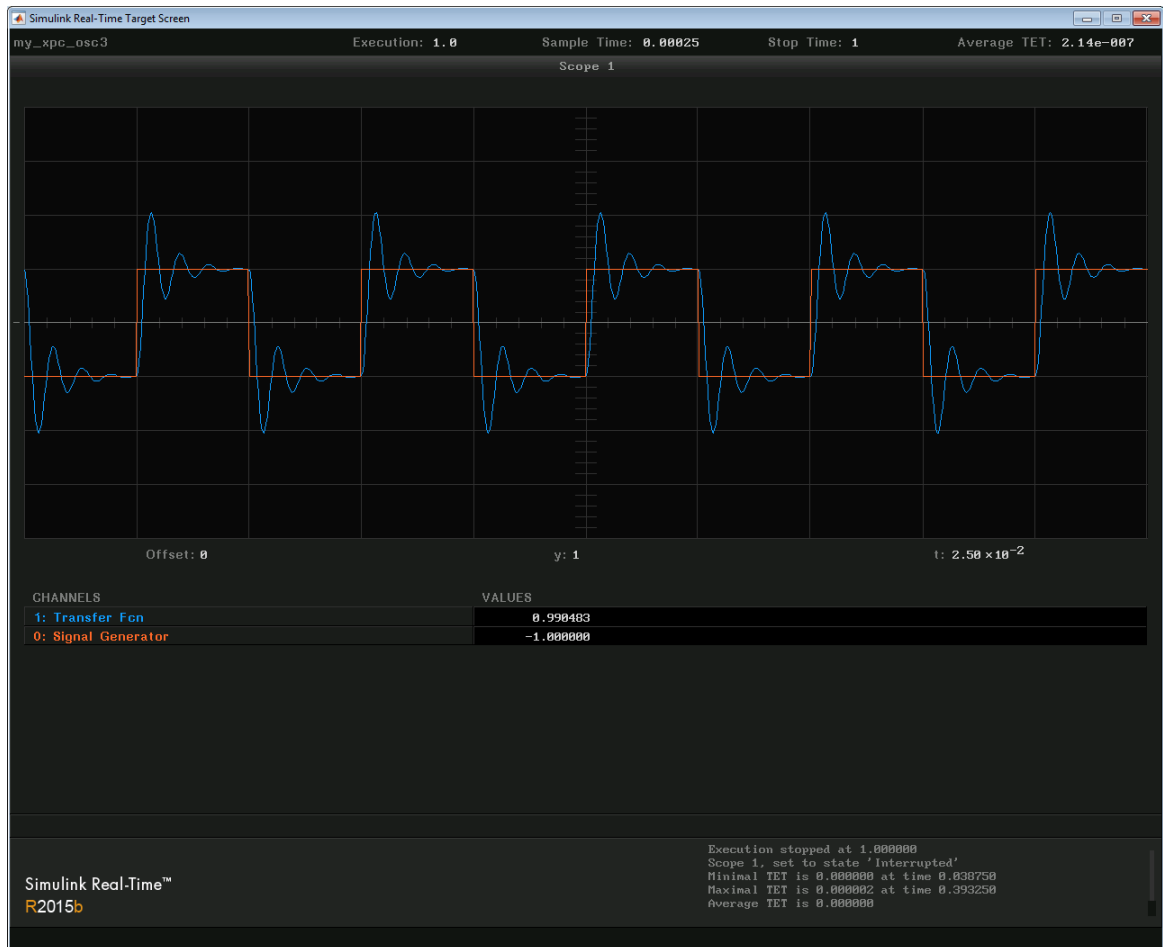 Simulink Real-Time Target Screen
my_xpc_osc3 Execution: 1.0 Sample Time: 0.00025 Stop Time: 1 Average TET: 2.14e-007
Scope 1
Offset: 0 y: 1 t: 2.50 ×10⁻²
CHANNELS VALUES
1: Transfer Fcn 0.990483
0: Signal Generator -1.000000
Execution stopped at 1.000000
Scope 1, set to state 'Interrupted'
Minimal TET is 0.000000 at time 0.038750
Maximal TET is 0.000002 at time 0.393250
Average TET is 0.000000
Simulink Real-Time™
R2015b